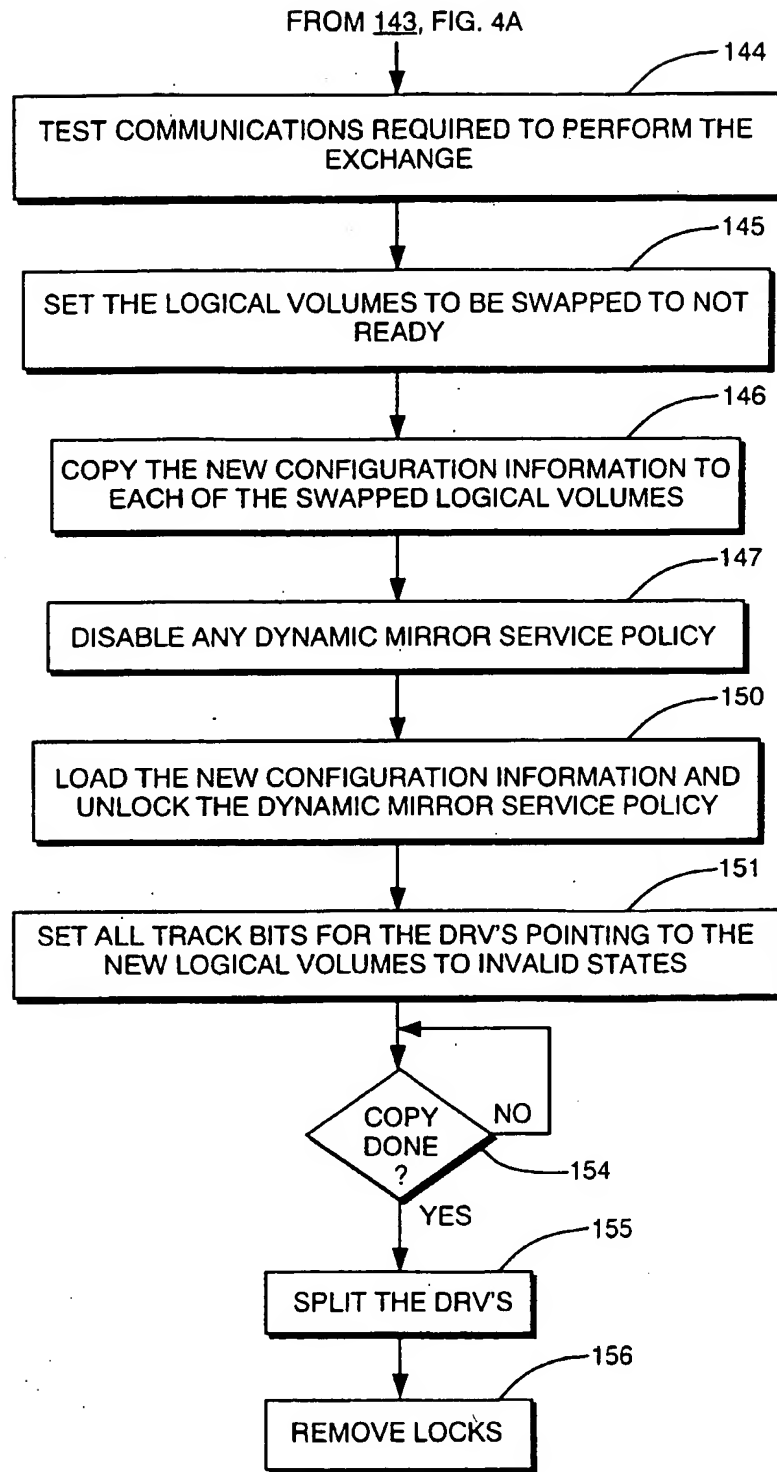 FROM 143, FIG. 4A
144
TEST COMMUNICATIONS REQUIRED TO PERFORM THE
EXCHANGE
145
SET THE LOGICAL VOLUMES TO BE SWAPPED TO NOT
READY
146
COPY THE NEW CONFIGURATION INFORMATION TO
EACH OF THE SWAPPED LOGICAL VOLUMES
147
DISABLE ANY DYNAMIC MIRROR SERVICE POLICY
150
LOAD THE NEW CONFIGURATION INFORMATION AND
UNLOCK THE DYNAMIC MIRROR SERVICE POLICY
151
SET ALL TRACK BITS FOR THE DRV'S POINTING TO THE
NEW LOGICAL VOLUMES TO INVALID STATES
COPY
DONE
?
NO
154
YES
155
SPLIT THE DRV'S
156
REMOVE LOCKS